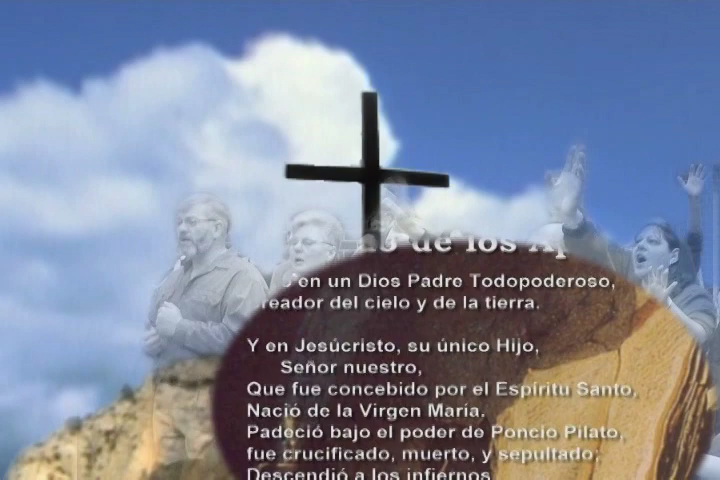 de los Ap
en un Dios Padre Todopoderoso,
reador del cielo y de la tierra.
Y en Jesúcristo, su único Hijo,
Señor nuestro,
Que fue concebido por el Espíritu Santo,
Nació de la Virgen María.
Padeció bajo el poder de Poncio Pilato,
fue crucificado, muerto, y sepultado;
Descendió a los infiernos